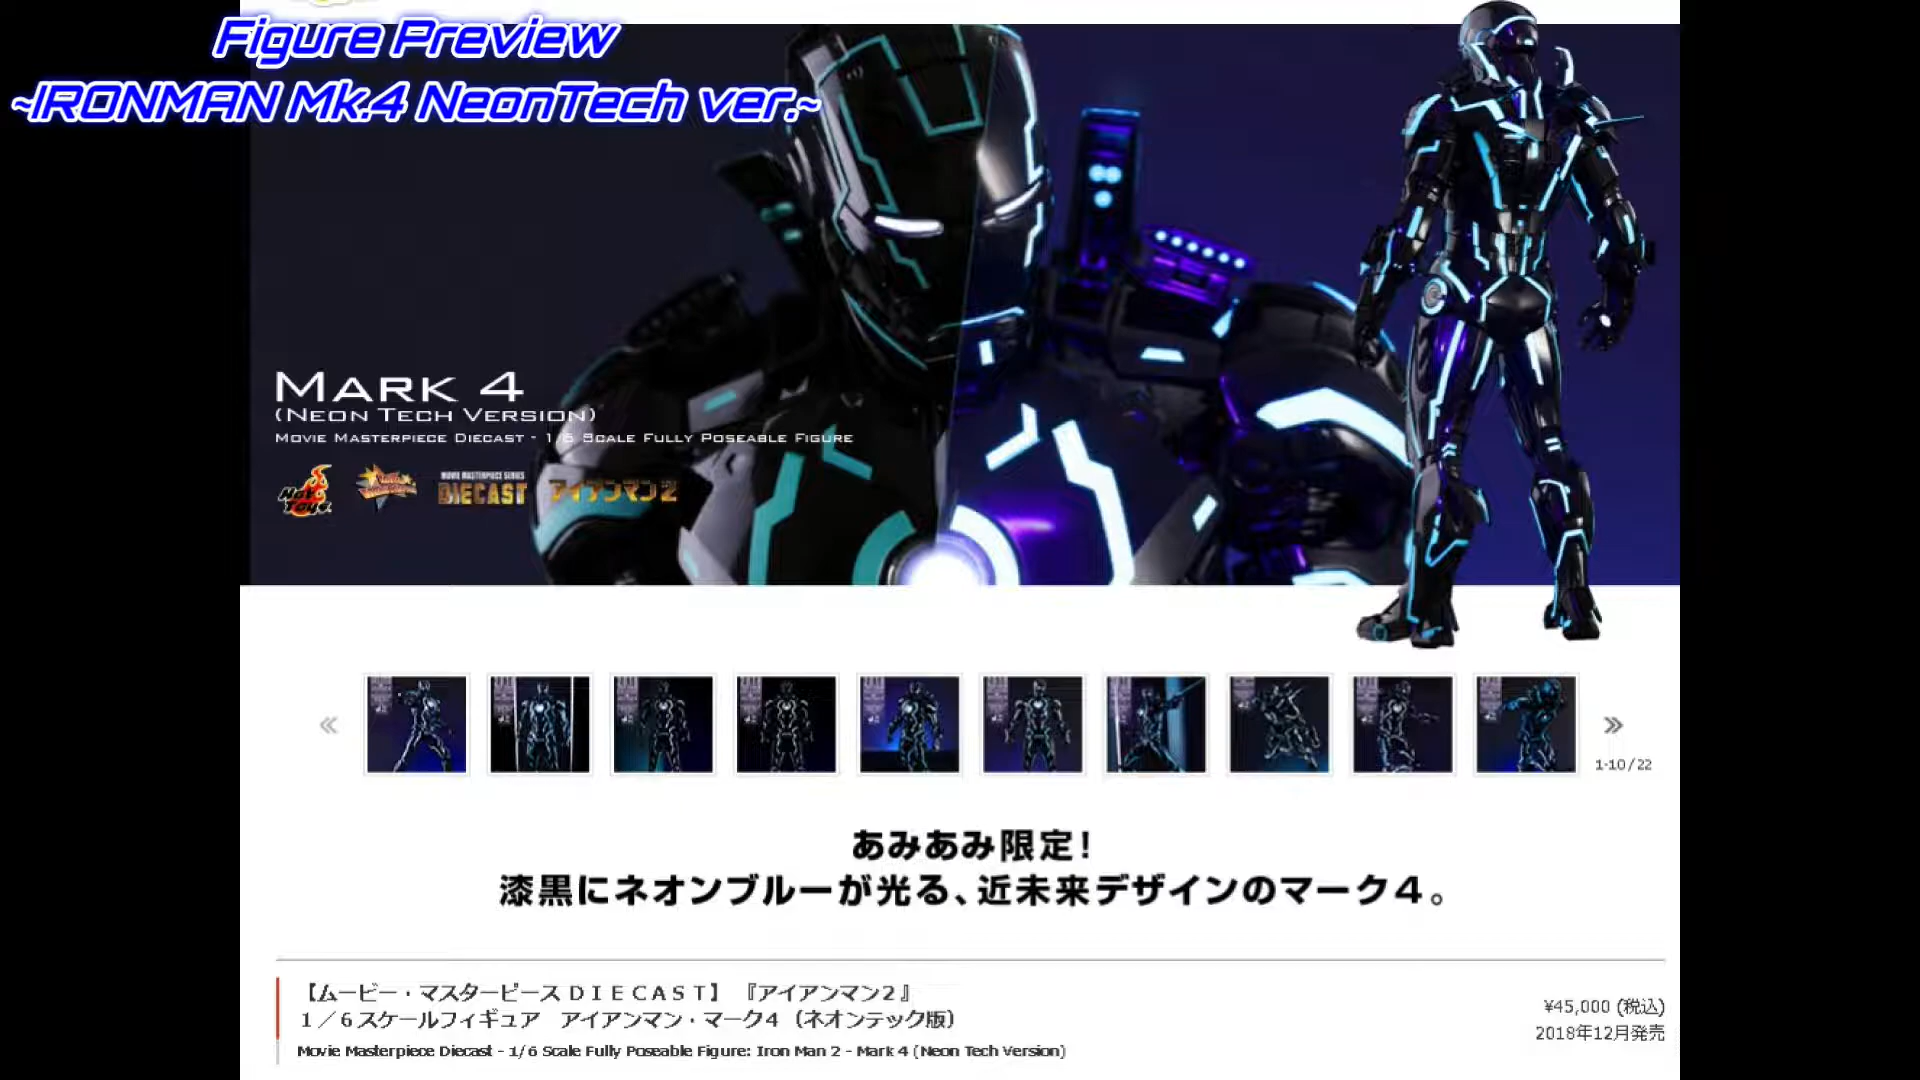 Figure Preview
~IRONMAN Mk.4 NeonTech ver.~
MARK 4
(NEON TECH VERSION)
MOVIE MASTERPIECE DIECAST - 1/6 SCALE FULLY POSEABLE FIGURE
HOT TOYS
MOVIE MASTERPIECE SERIES
DIECAST
アイアンマン2
1-10/22
あみあみ限定!
漆黒にネオンブルーが光る、近未来デザインのマーク4。
【ムービー・マスターピース DIECAST】 『アイアンマン2』
1/6スケールフィギュア アイアンマン・マーク4(ネオンテック版)
Movie Masterpiece Diecast - 1/6 Scale Fully Poseable Figure: Iron Man 2 - Mark 4 (Neon Tech Version)
¥45,000 (税込)
2018年12月発売